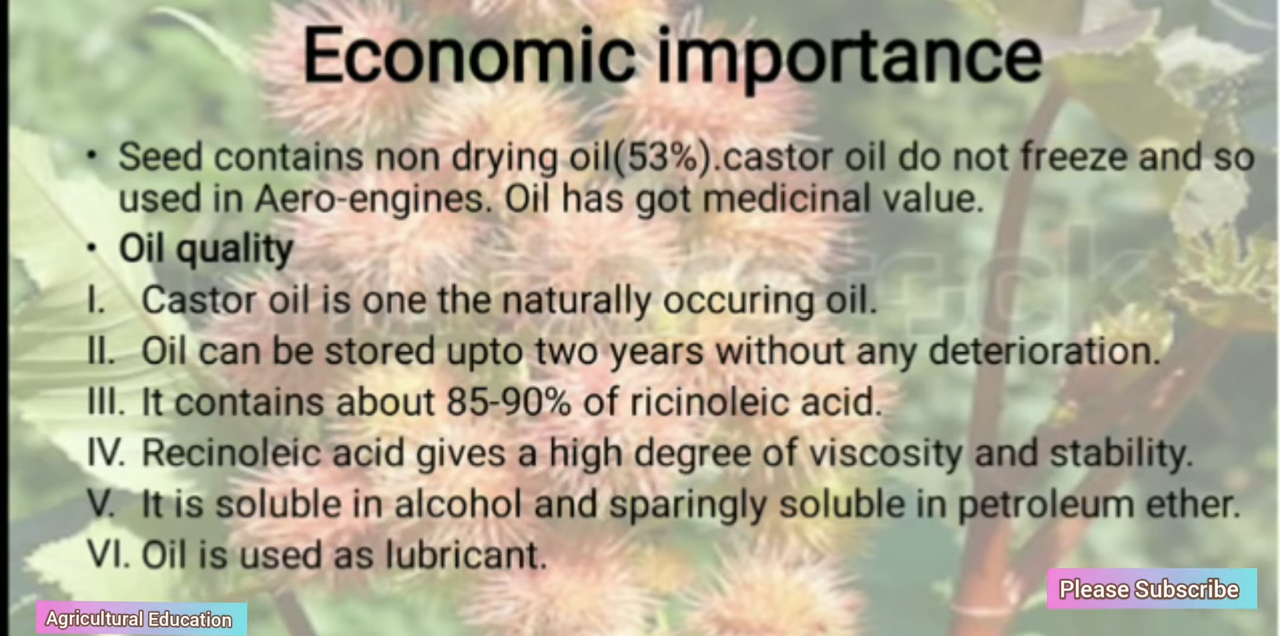 Economic importance
• Seed contains non drying oil(53%).castor oil do not freeze and so
used in Aero-engines. Oil has got medicinal value.
• Oil quality
I. Castor oil is one the naturally occuring oil.
II. Oil can be stored upto two years without any deterioration.
III. It contains about 85-90% of ricinoleic acid.
IV. Recinoleic acid gives a high degree of viscosity and stability.
V. It is soluble in alcohol and sparingly soluble in petroleum ether.
VI. Oil is used as lubricant.
Please Subscribe
Agricultural Education